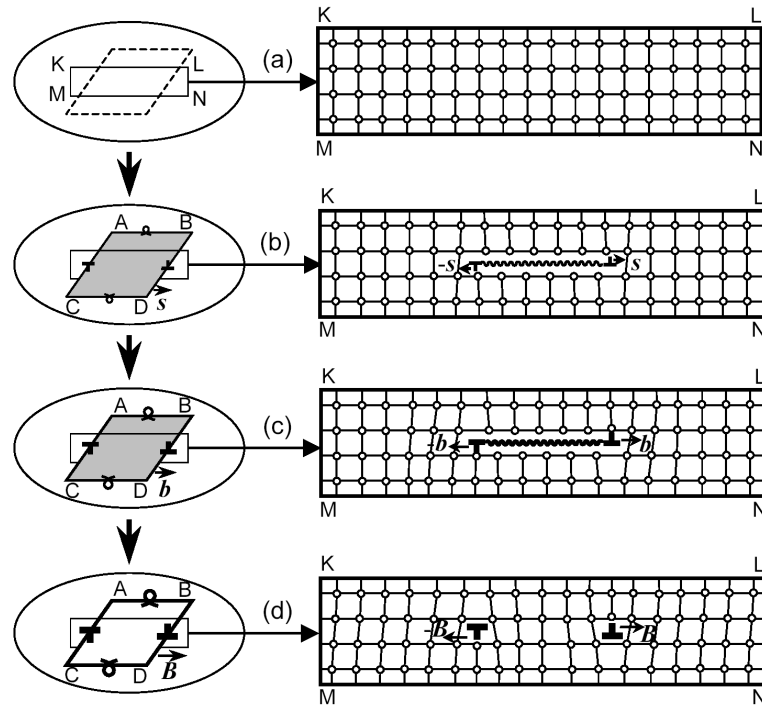 K L
M N
(a)
K L
M N
A B
C D s
(b)
K L
-s s
M N
A B
C D b
(c)
K L
-b b
M N
A B
C D B
(d)
K L
-B B
M N